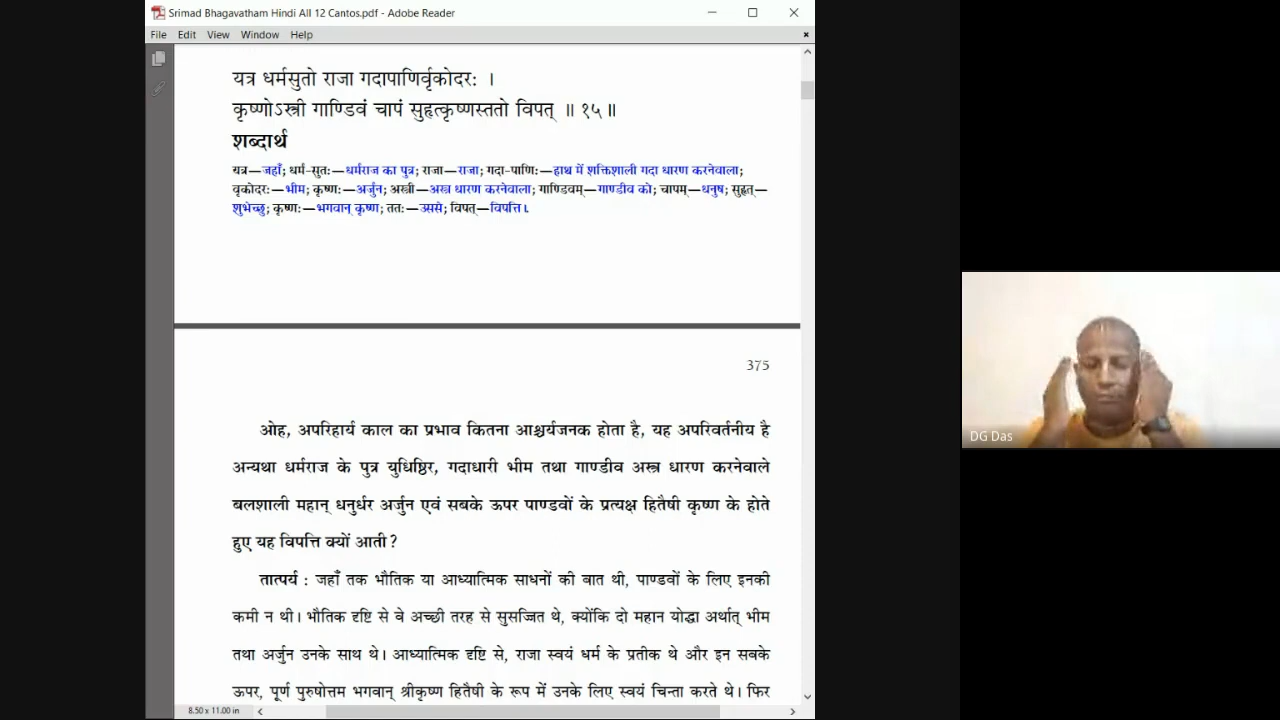 Srimad Bhagavatham Hindi All 12 Cantos.pdf - Adobe Reader
File Edit View Window Help
यत्र धर्मसुतो राजा गदापाणिर्वृकोदरः ।
कृष्णोऽस्त्री गाण्डिवं चापं सुहृत्कृष्णस्ततो विपत् ॥ १५॥
शब्दार्थ
यत्र—जहाँ; धर्म-सुतः—धर्मराज का पुत्र; राजा—राजा; गदा-पाणिः—हाथ में शक्तिशाली गदा धारण करनेवाला;
वृकोदरः—भीम; कृष्णः—अर्जुन; अस्त्री—अस्त्र धारण करनेवाला; गाण्डिवम्—गाण्डीव को; चापम्—धनुष; सुहृत्—
शुभेच्छु; कृष्णः—भगवान् कृष्ण; ततः—उससे; विपत्—विपत्ति।
375
ओह, अपरिहार्य काल का प्रभाव कितना आश्चर्यजनक होता है, यह अपरिवर्तनीय है
अन्यथा धर्मराज के पुत्र युधिष्ठिर, गदाधारी भीम तथा गाण्डीव अस्त्र धारण करनेवाले
बलशाली महान् धनुर्धर अर्जुन एवं सबके ऊपर पाण्डवों के प्रत्यक्ष हितैषी कृष्ण के होते
हुए यह विपत्ति क्यों आती?
तात्पर्य : जहाँ तक भौतिक या आध्यात्मिक साधनों की बात थी, पाण्डवों के लिए इनकी
कमी न थी। भौतिक दृष्टि से वे अच्छी तरह से सुसज्जित थे, क्योंकि दो महान योद्धा अर्थात् भीम
तथा अर्जुन उनके साथ थे। आध्यात्मिक दृष्टि से, राजा स्वयं धर्म के प्रतीक थे और इन सबके
ऊपर, पूर्ण पुरुषोत्तम भगवान् श्रीकृष्ण हितैषी के रूप में उनके लिए स्वयं चिन्ता करते थे। फिर
8.50 x 11.00 in
DG Das